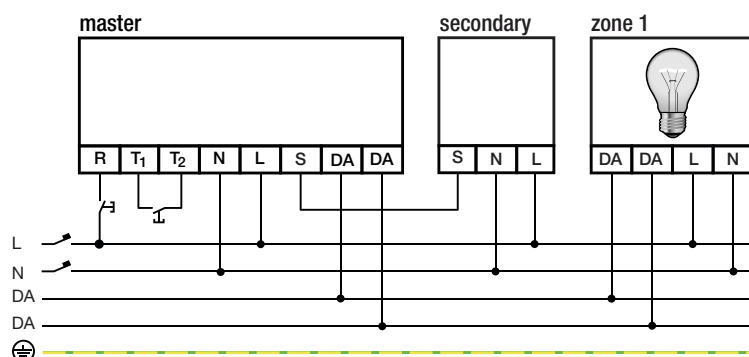 master secondary zone 1
R T1 T2 N L S DA DA S N L DA DA L N
L
N
DA
DA